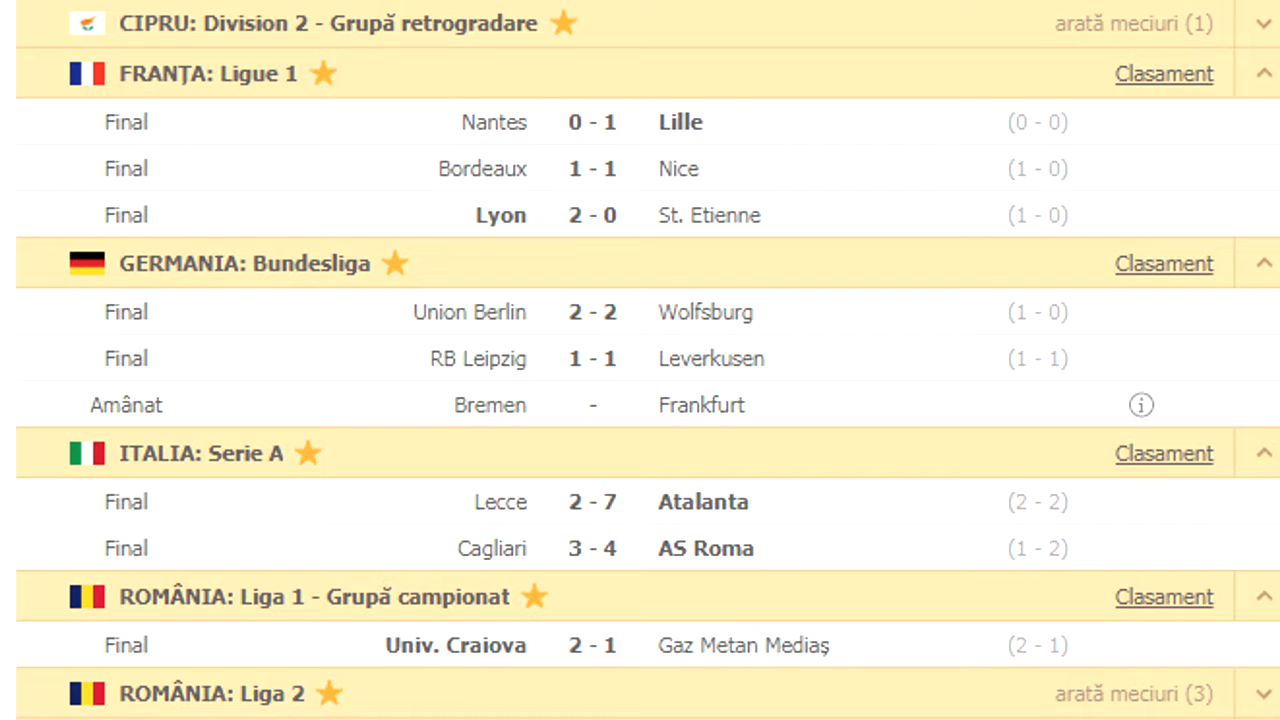 CIPRU: Division 2 - Grupă retrogradare arată meciuri (1)
FRANȚA: Ligue 1 Clasament
Final Nantes 0 - 1 Lille (0 - 0)
Final Bordeaux 1 - 1 Nice (1 - 0)
Final Lyon 2 - 0 St. Etienne (1 - 0)
GERMANIA: Bundesliga Clasament
Final Union Berlin 2 - 2 Wolfsburg (1 - 0)
Final RB Leipzig 1 - 1 Leverkusen (1 - 1)
Amânat Bremen - Frankfurt
ITALIA: Serie A Clasament
Final Lecce 2 - 7 Atalanta (2 - 2)
Final Cagliari 3 - 4 AS Roma (1 - 2)
ROMÂNIA: Liga 1 - Grupă campionat Clasament
Final Univ. Craiova 2 - 1 Gaz Metan Mediaş (2 - 1)
ROMÂNIA: Liga 2 arată meciuri (3)